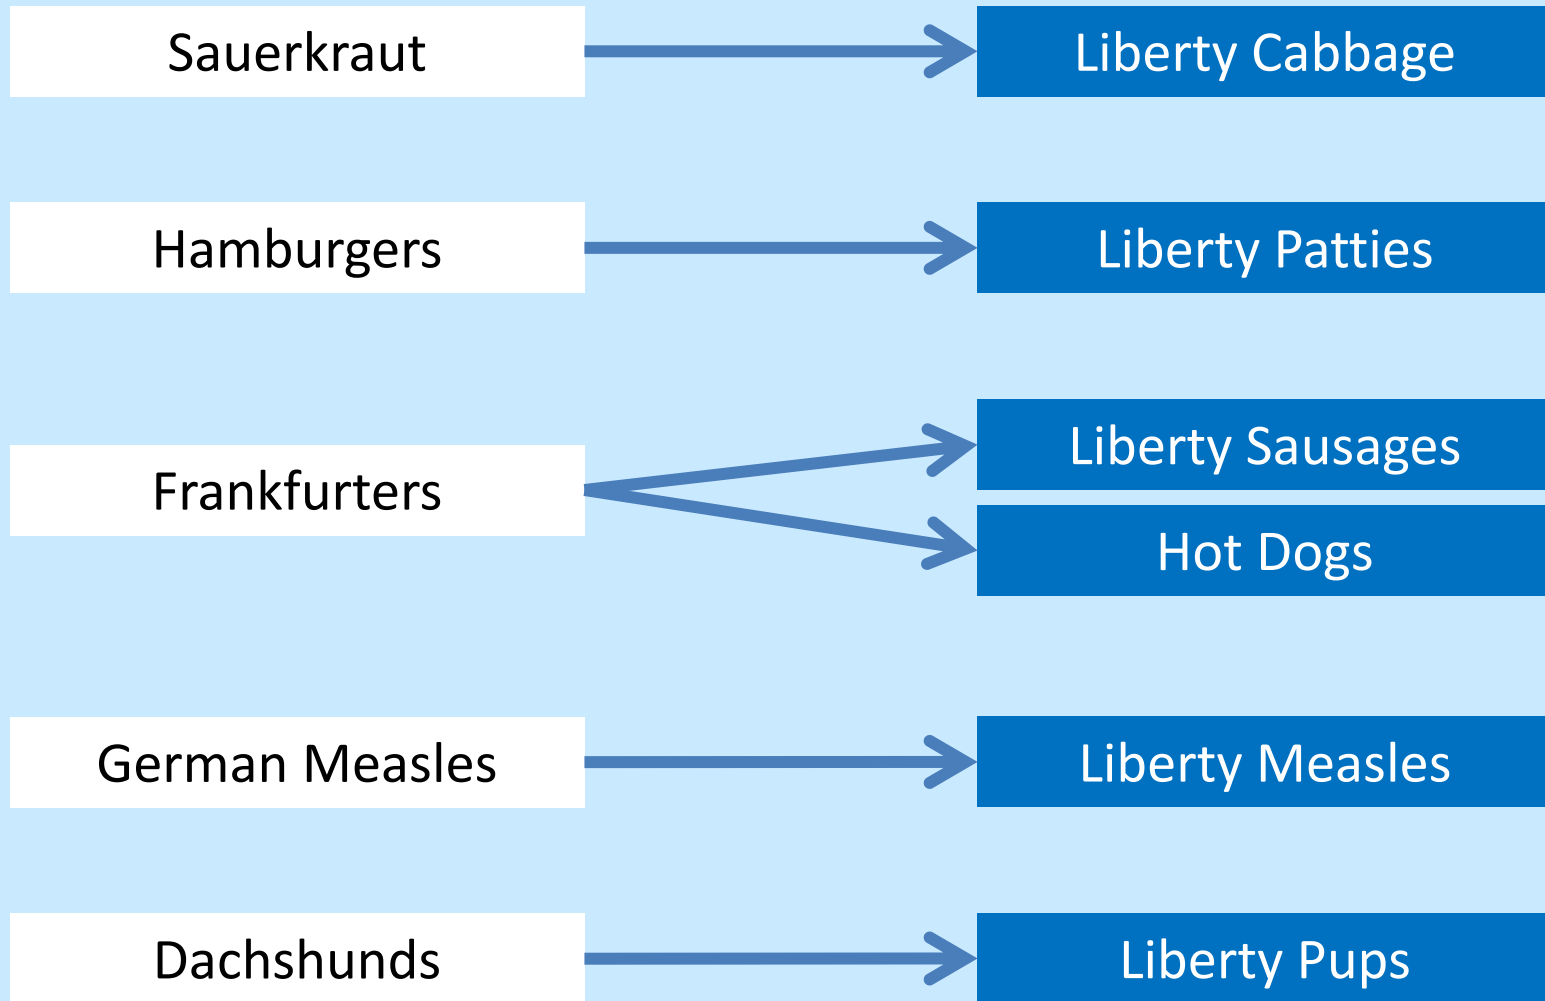 Sauerkraut
Liberty Cabbage
Hamburgers
Liberty Patties
Frankfurters
Liberty Sausages
Hot Dogs
German Measles
Liberty Measles
Dachshunds
Liberty Pups